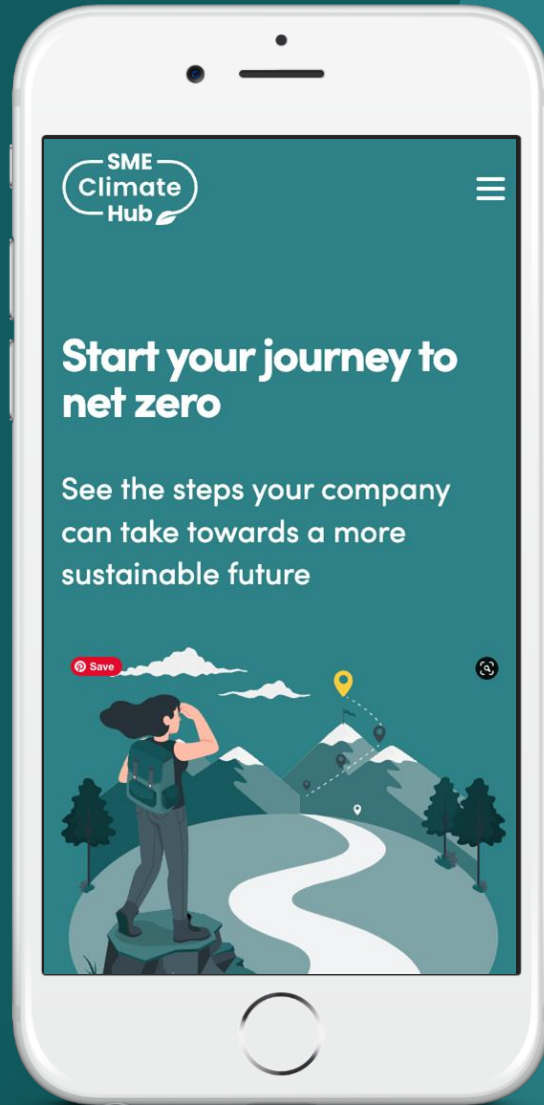 SME
Climate
Hub
Start your journey to
net zero
See the steps your company
can take towards a more
sustainable future
Save